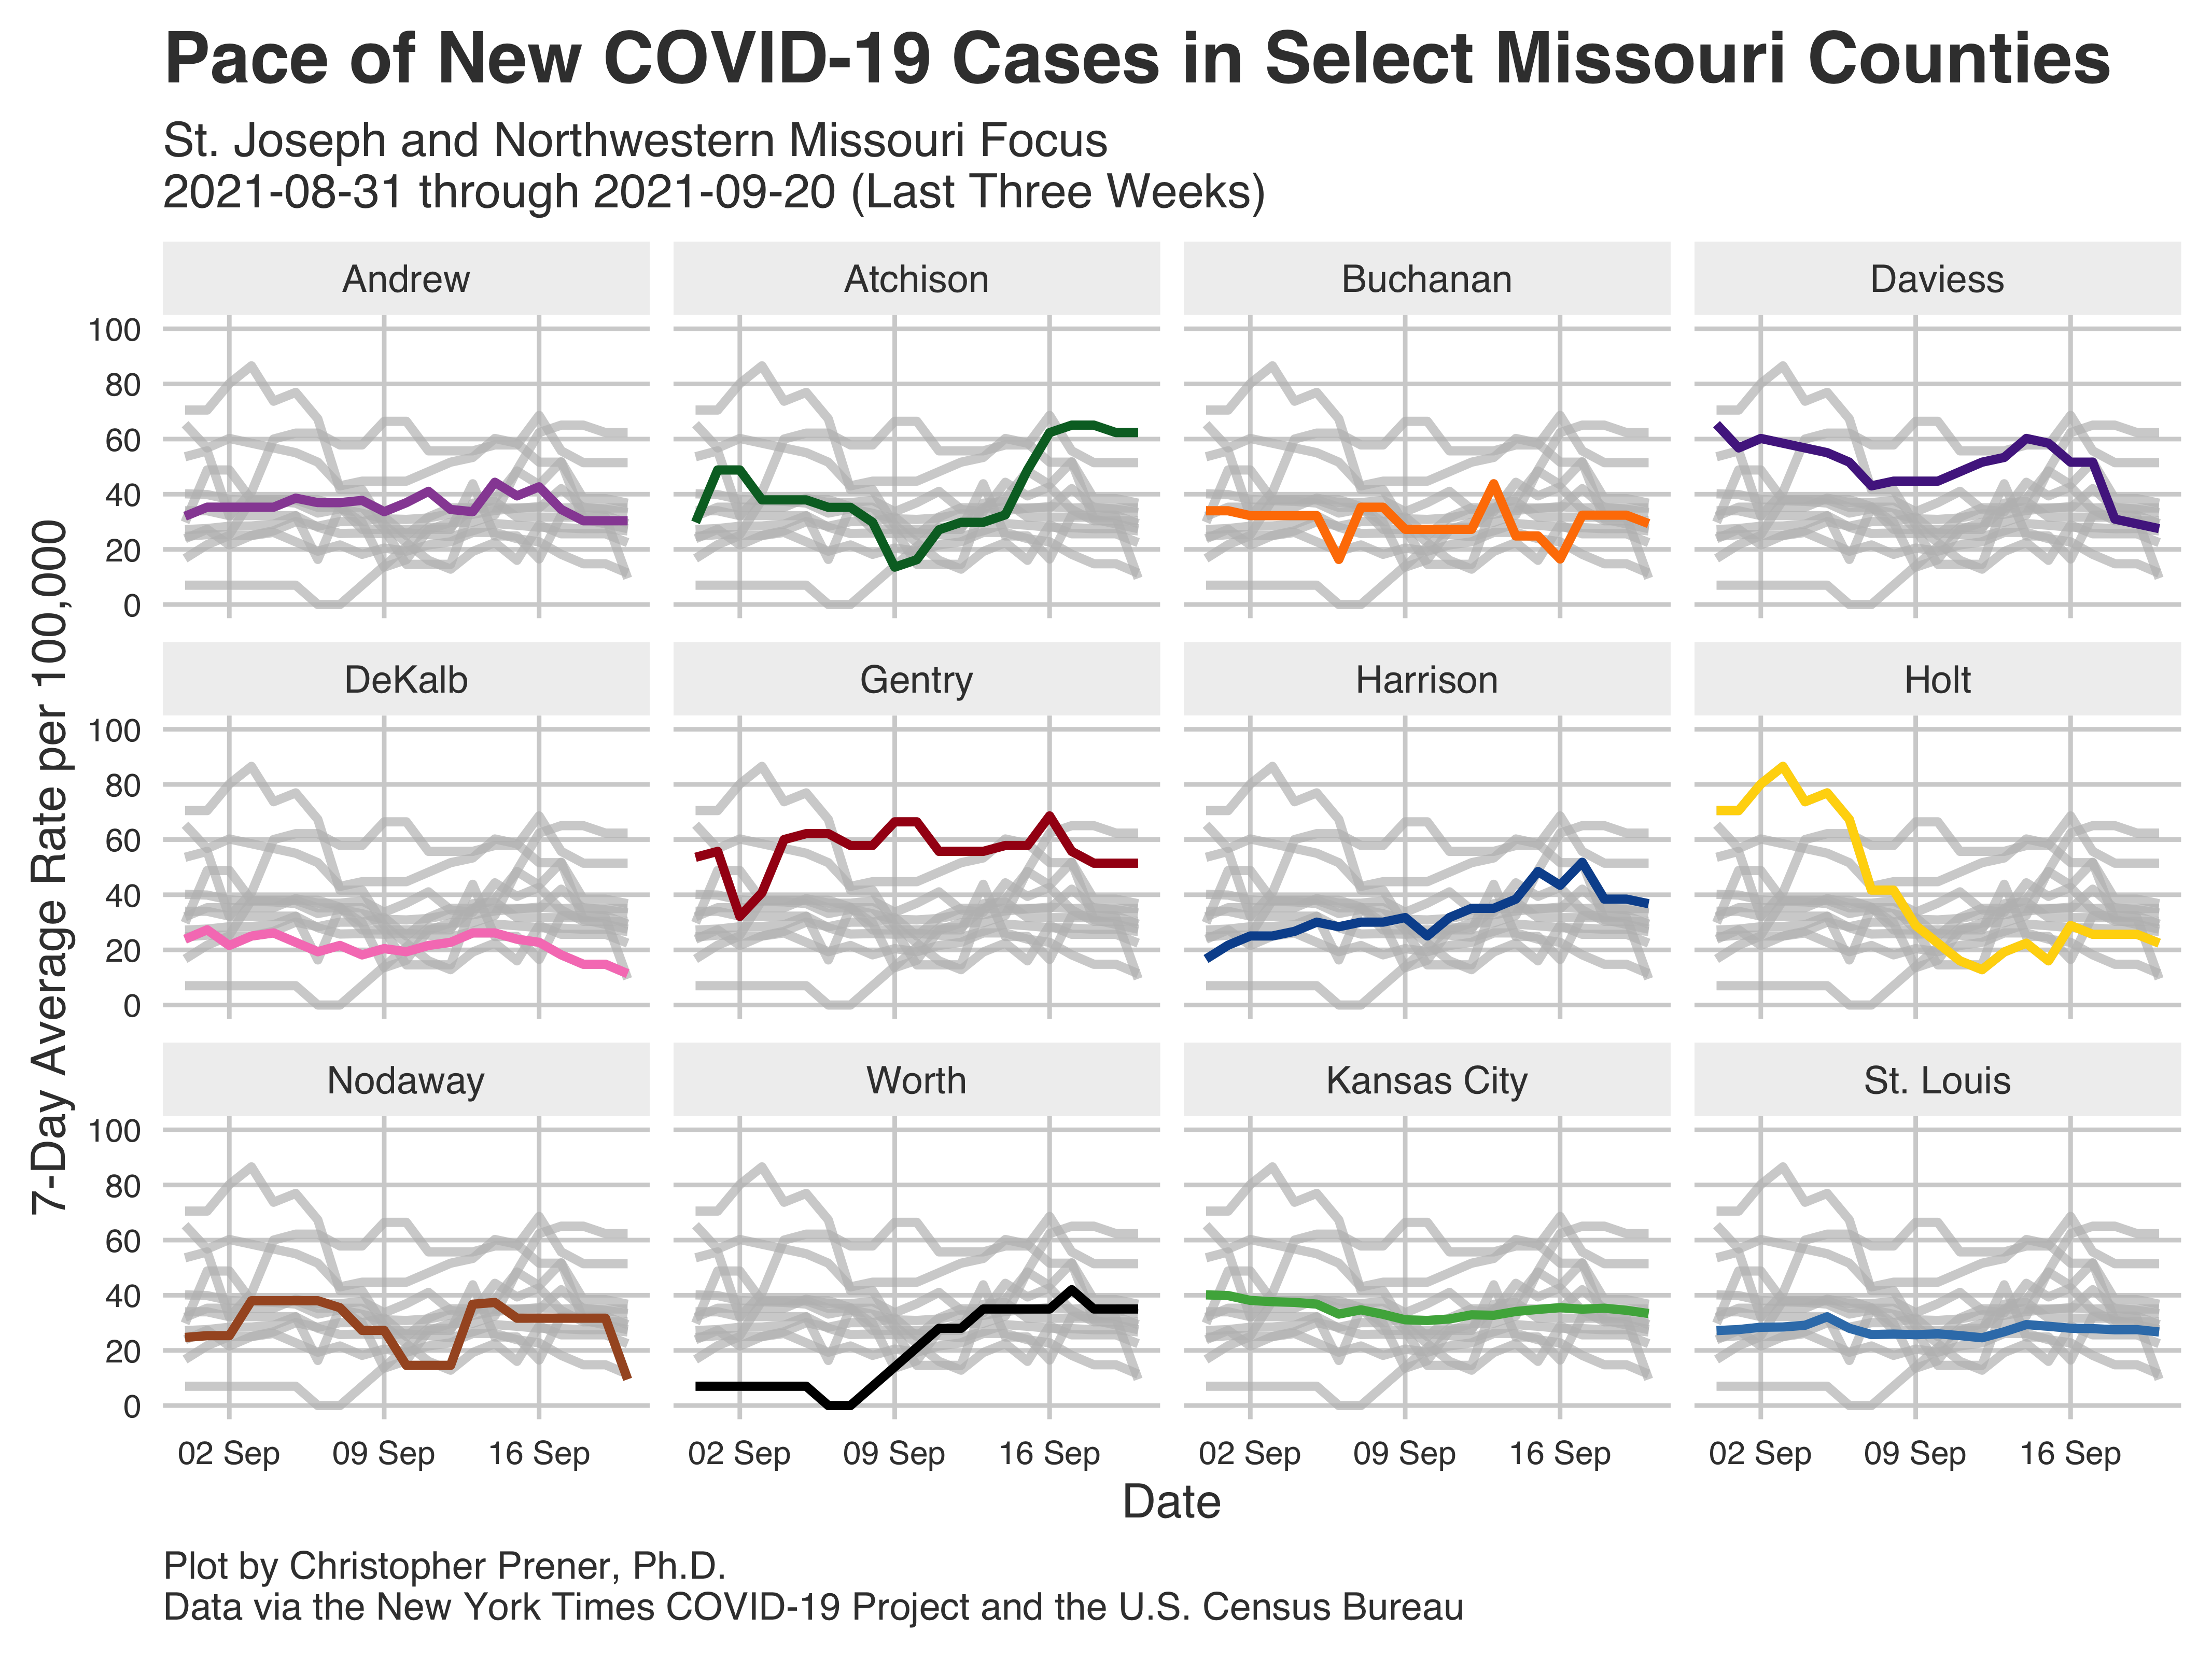 Pace of New COVID-19 Cases in Select Missouri Counties
St. Joseph and Northwestern Missouri Focus
2021-08-31 through 2021-09-20 (Last Three Weeks)
7-Day Average Rate per 100,000
Andrew
Atchison
Buchanan
Daviess
100
80
60
40
20
0
DeKalb
Gentry
Harrison
Holt
100
80
60
40
20
0
Nodaway
Worth
Kansas City
St. Louis
100
80
60
40
20
0
02 Sep 09 Sep 16 Sep
02 Sep 09 Sep 16 Sep
02 Sep 09 Sep 16 Sep
02 Sep 09 Sep 16 Sep
Date
Plot by Christopher Prener, Ph.D.
Data via the New York Times COVID-19 Project and the U.S. Census Bureau